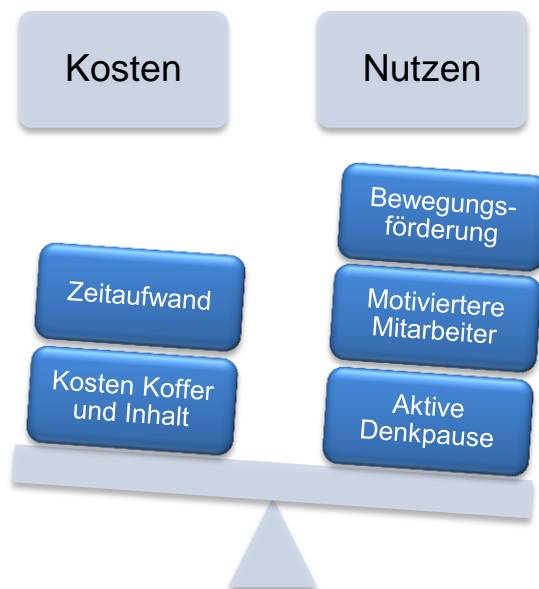 Kosten
Nutzen
Bewegungs-
förderung
Zeitaufwand
Motiviertere
Mitarbeiter
Kosten Koffer
und Inhalt
Aktive
Denkpause